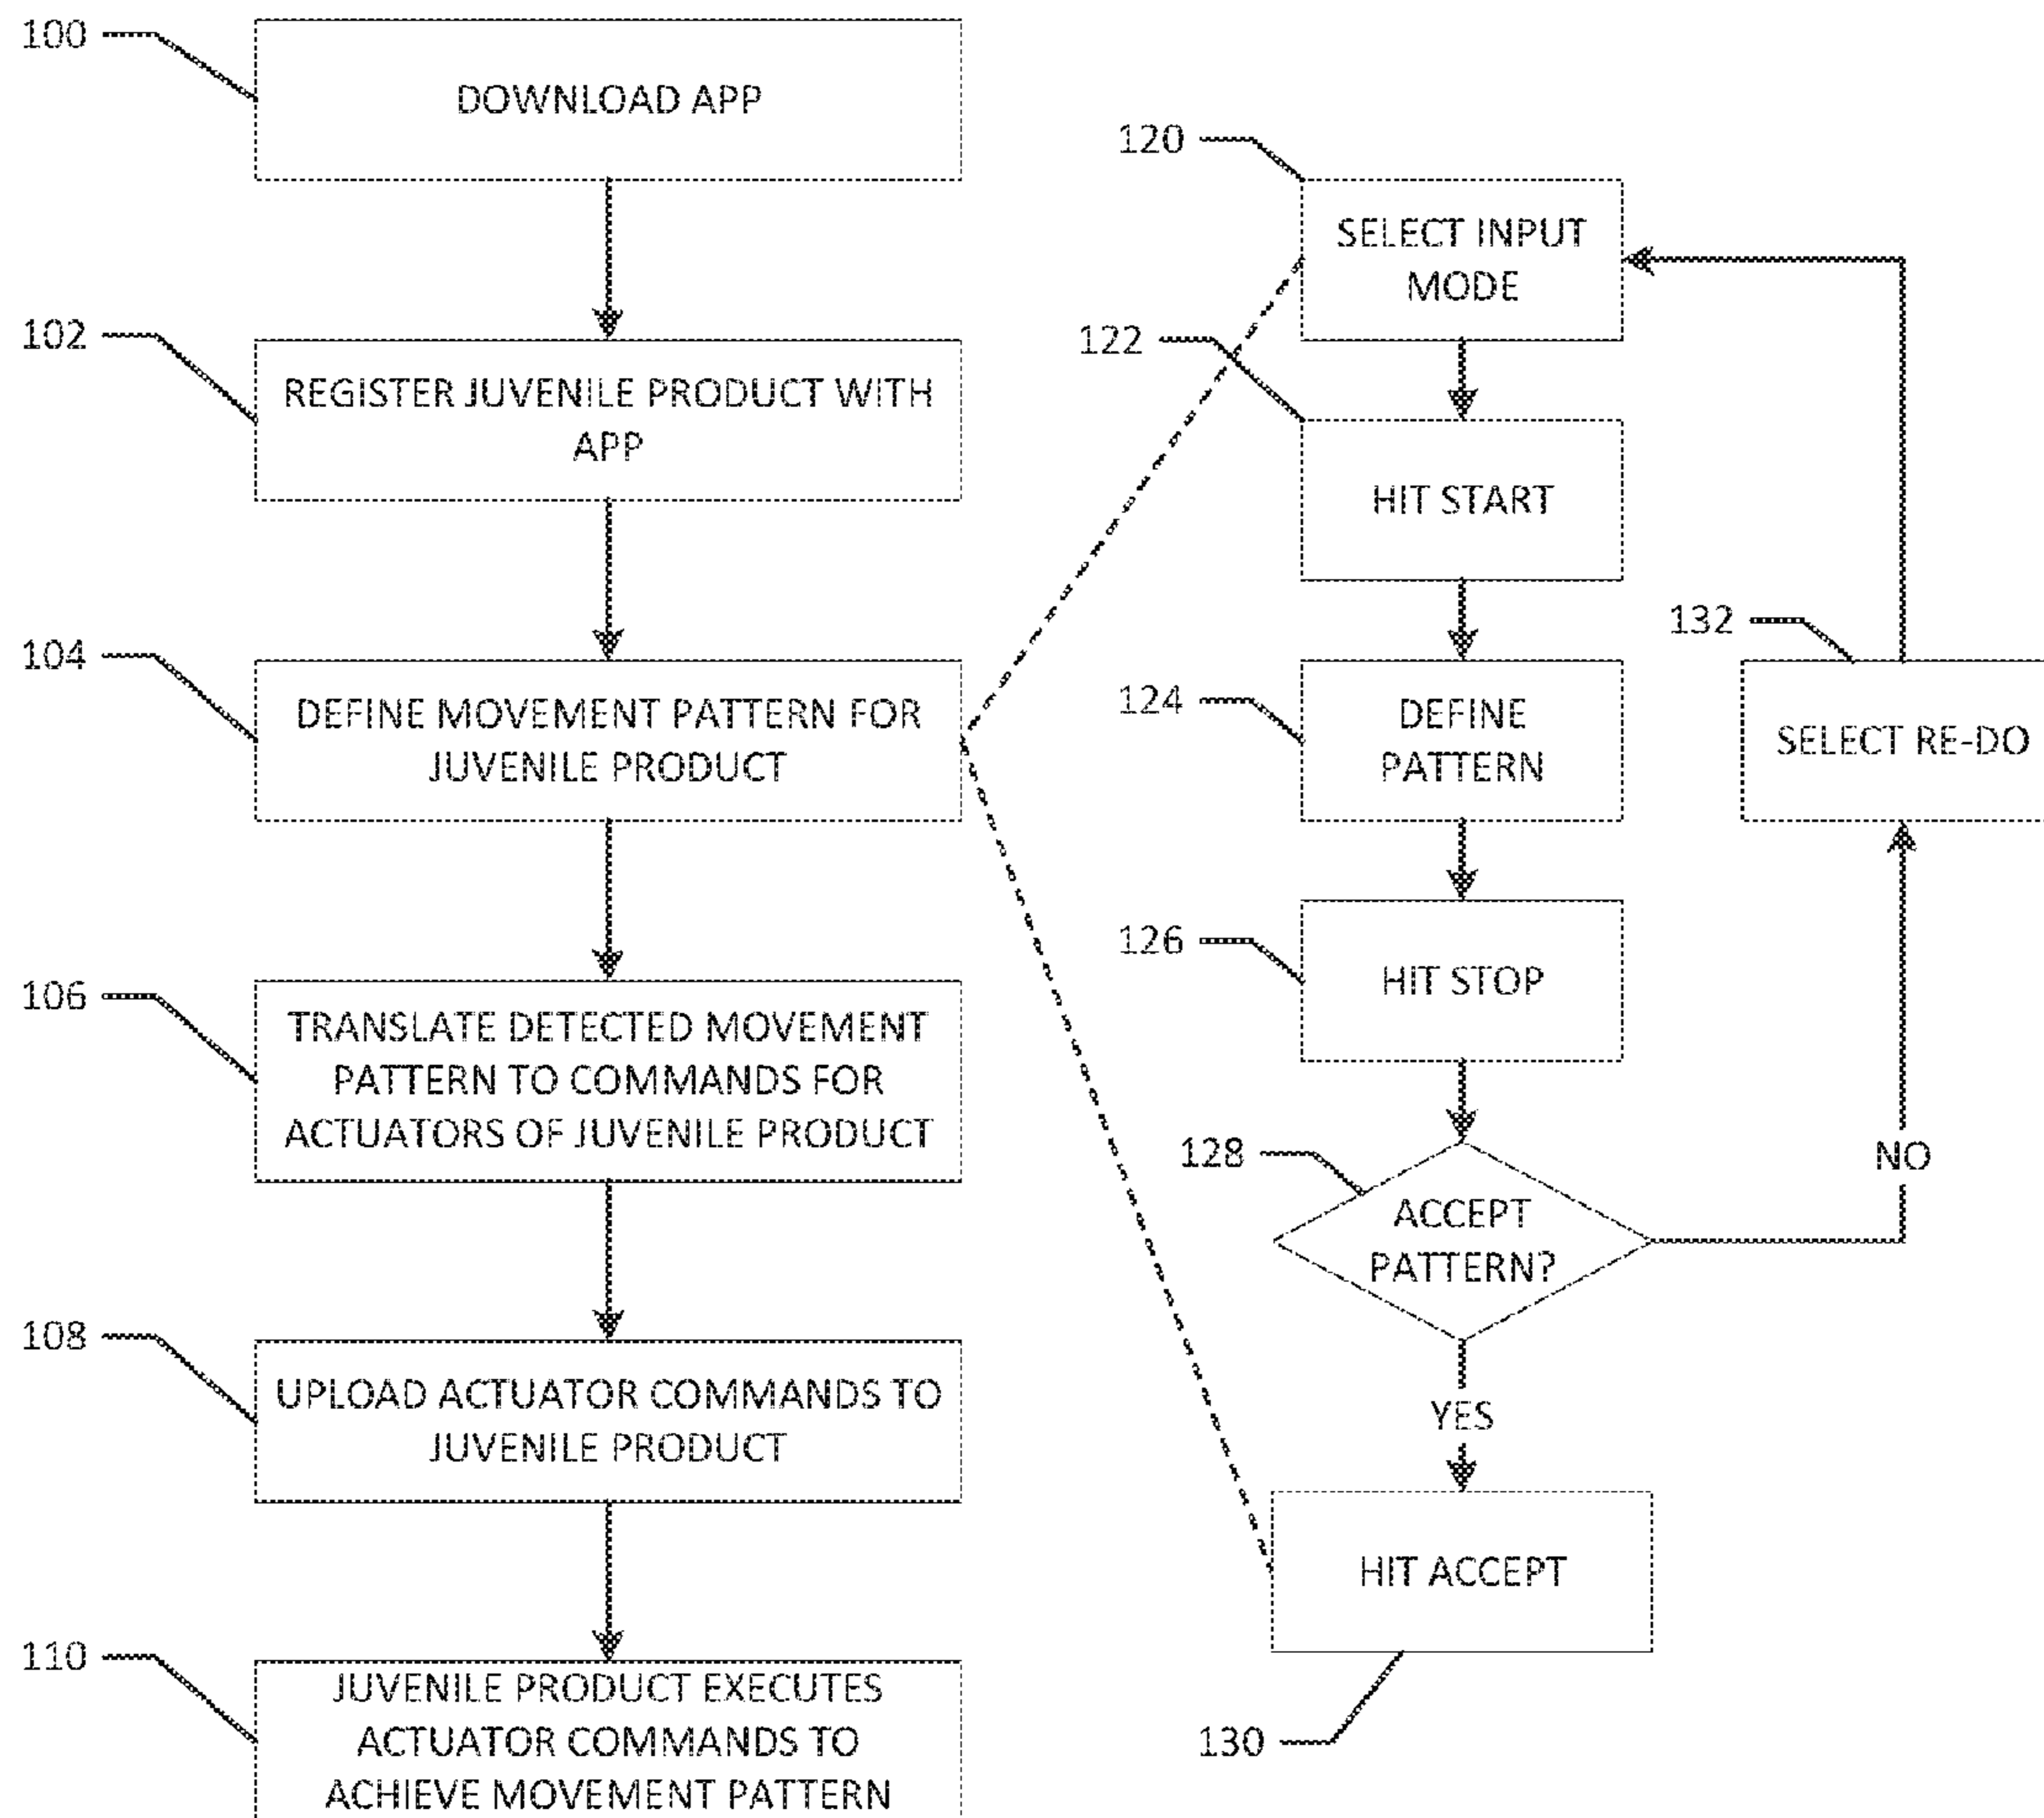 100
DOWNLOAD APP
102
REGISTER JUVENILE PRODUCT WITH
APP
104
DEFINE MOVEMENT PATTERN FOR
JUVENILE PRODUCT
106
TRANSLATE DETECTED MOVEMENT
PATTERN TO COMMANDS FOR
ACTUATORS OF JUVENILE PRODUCT
108
UPLOAD ACTUATOR COMMANDS TO
JUVENILE PRODUCT
110
JUVENILE PRODUCT EXECUTES
ACTUATOR COMMANDS TO
ACHIEVE MOVEMENT PATTERN
120
SELECT INPUT
MODE
122
HIT START
124
DEFINE
PATTERN
126
HIT STOP
128
ACCEPT
PATTERN?
YES
HIT ACCEPT
130
NO
132
SELECT RE-DO